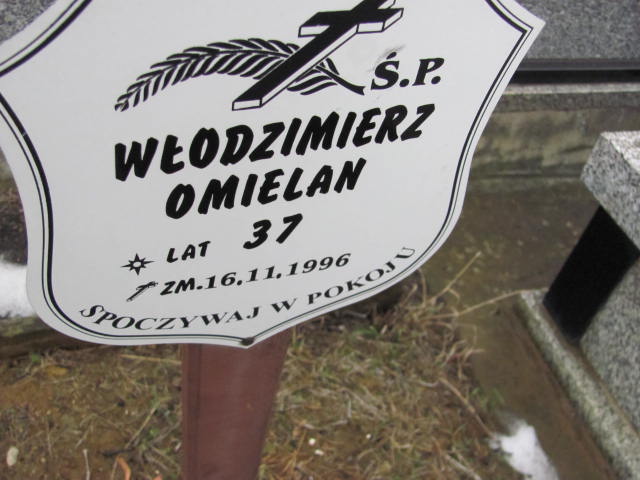 Ś.P.
WŁODZIMIERZ
OMIELAN
LAT 37
ZM. 16.11.1996
SPOCZYWAJ W POKOJU